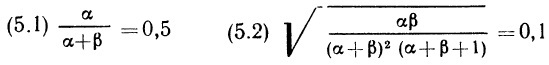 (5.1) α/(α+β) = 0,5 (5.2) √(αβ/((α+β)² (α+β+1))) = 0,1